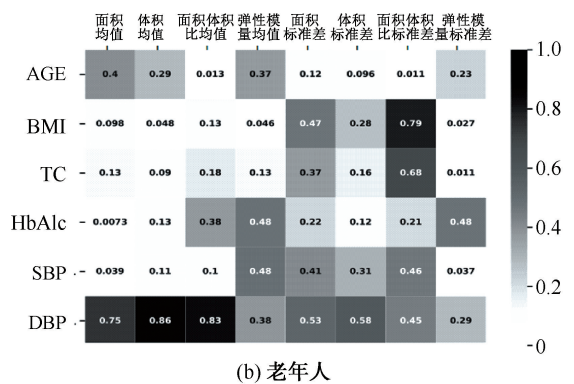 面积 体积 面积体积 弹性模 面积 体积 面积体积 弹性模
均值 均值 比均值 量均值 标准差 标准差 比标准差 量标准差
AGE 0.4 0.29 0.013 0.37 0.12 0.096 0.011 0.23
BMI 0.098 0.048 0.13 0.046 0.47 0.28 0.79 0.027
TC 0.13 0.09 0.18 0.13 0.37 0.16 0.68 0.011
HbAlc 0.0073 0.13 0.38 0.48 0.22 0.12 0.21 0.48
SBP 0.039 0.11 0.1 0.48 0.41 0.31 0.46 0.037
DBP 0.75 0.86 0.83 0.38 0.53 0.58 0.45 0.29
1.0
0.8
0.6
0.4
0.2
0
(b) 老年人